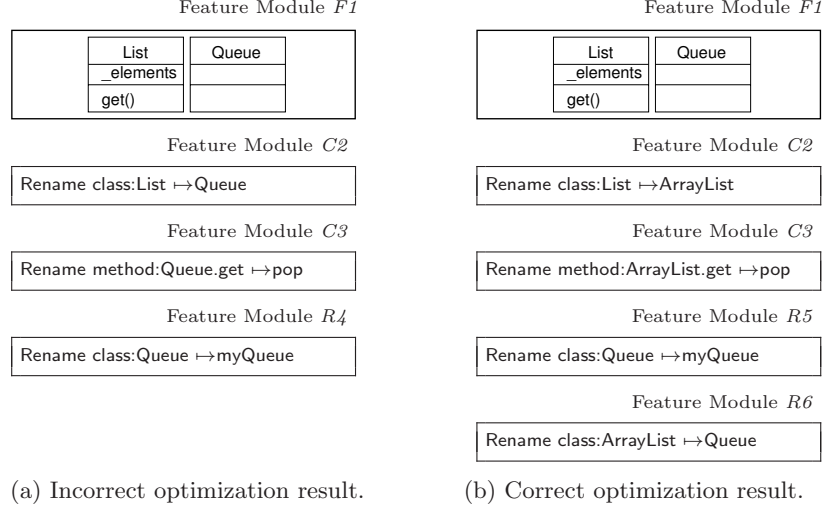 Feature Module F1
List
Queue
_elements
get()
Feature Module C2
Rename class:List ↦Queue
Feature Module C3
Rename method:Queue.get ↦pop
Feature Module R4
Rename class:Queue ↦myQueue
(a) Incorrect optimization result.
Feature Module F1
List
Queue
_elements
get()
Feature Module C2
Rename class:List ↦ArrayList
Feature Module C3
Rename method:ArrayList.get ↦pop
Feature Module R5
Rename class:Queue ↦myQueue
Feature Module R6
Rename class:ArrayList ↦Queue
(b) Correct optimization result.